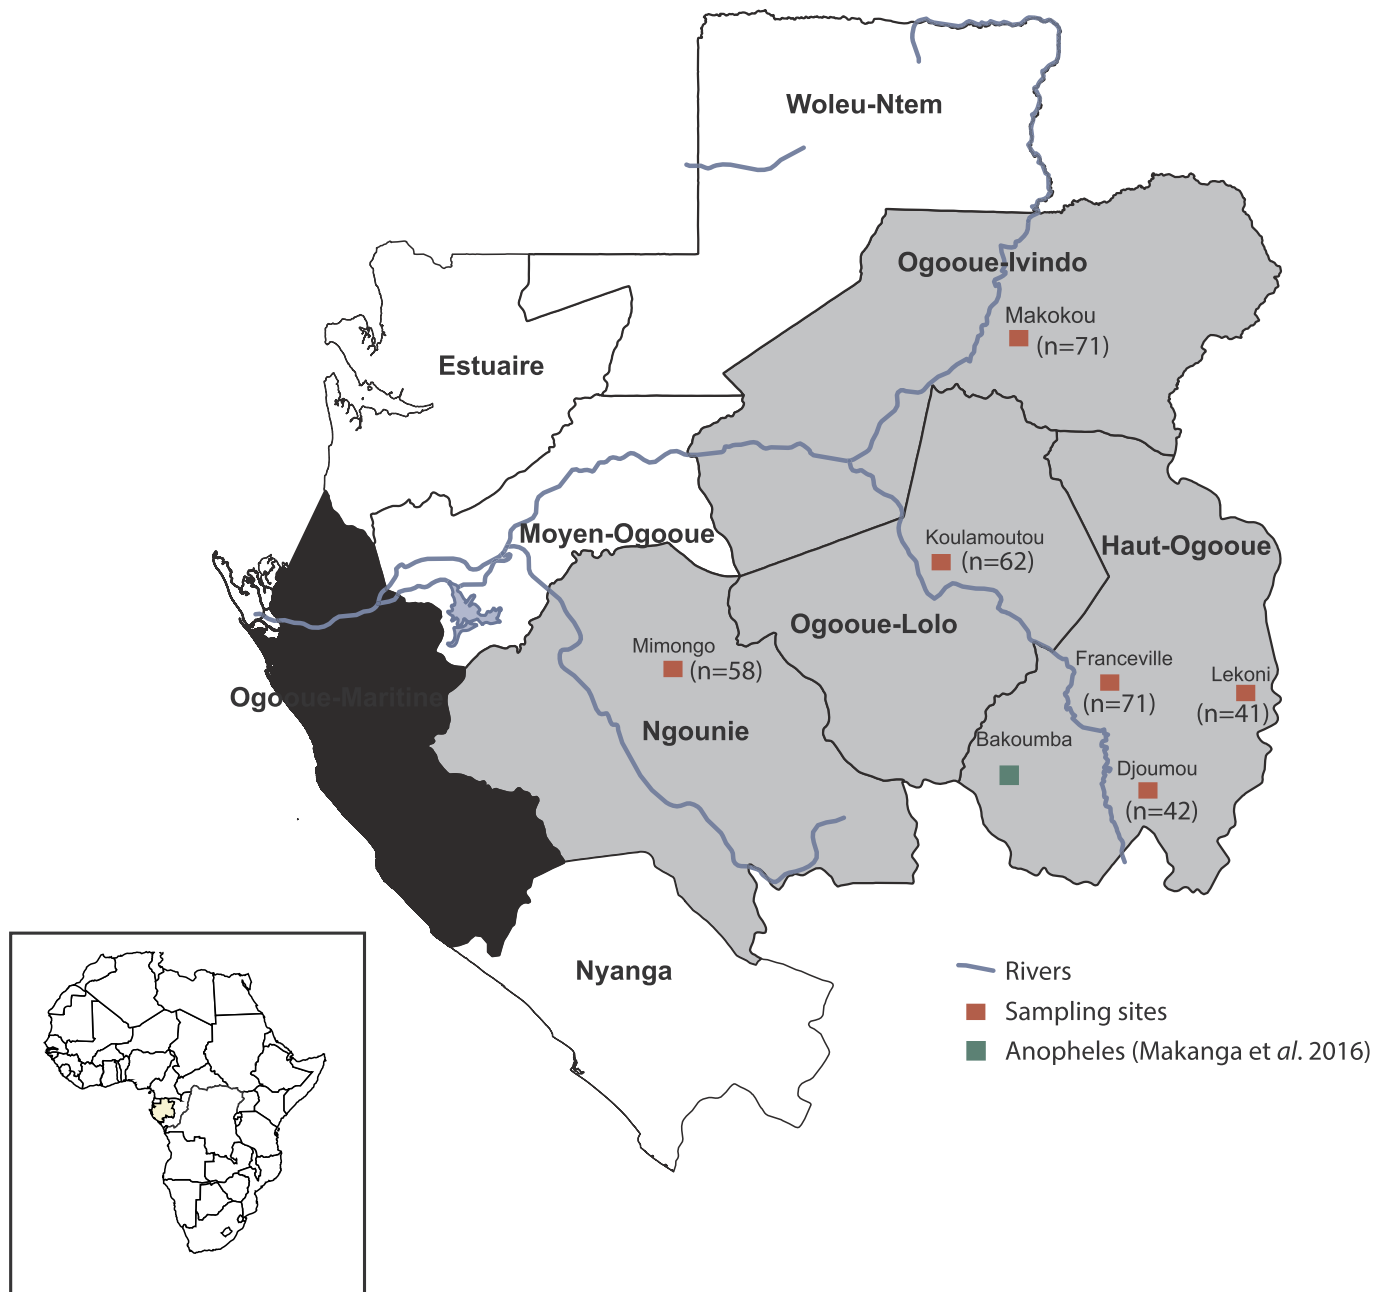 Woleu-Ntem
Ogooue-Ivindo
Makokou
(n=71)
Estuaire
Moyen-Ogooue
Koulamoutou
(n=62)
Haut-Ogooue
Ogooue-Lolo
Mimongo
(n=58)
Franceville
(n=71)
Lekoni
(n=41)
Ogooue-Maritine
Ngounie
Bakoumba
Djoumou
(n=42)
Nyanga
Rivers
Sampling sites
Anopheles (Makanga et al. 2016)